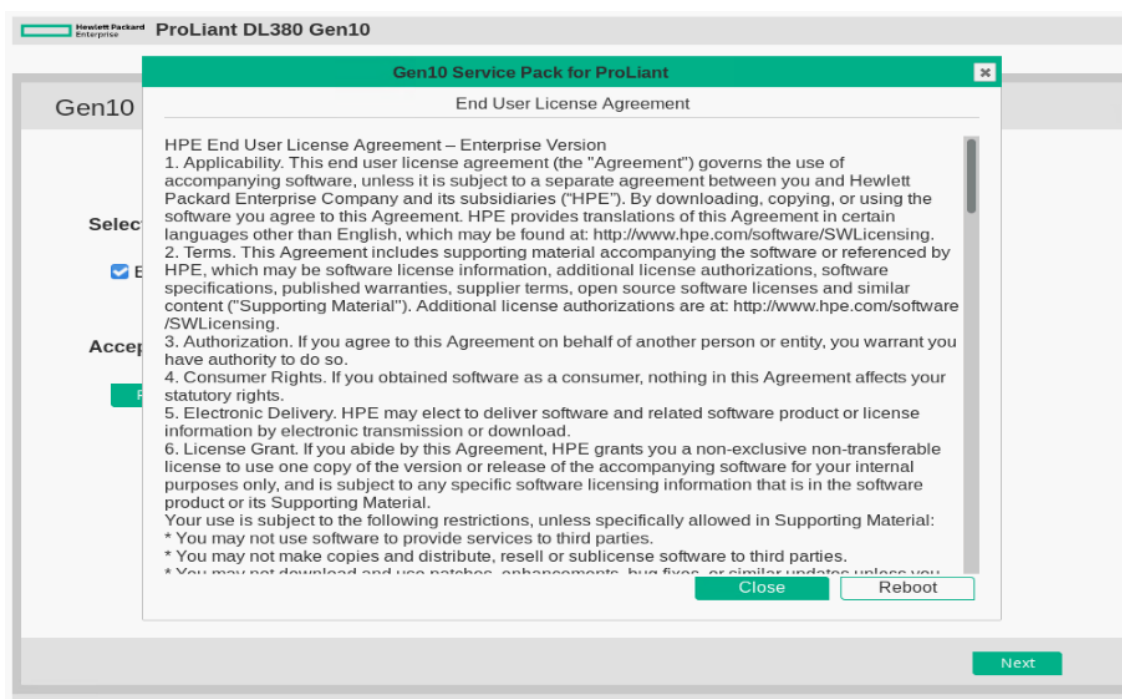 Hewlett Packard
Enterprise
ProLiant DL380 Gen10
Gen10 Service Pack for ProLiant
Gen10
End User License Agreement
HPE End User License Agreement – Enterprise Version
1. Applicability. This end user license agreement (the "Agreement") governs the use of
accompanying software, unless it is subject to a separate agreement between you and Hewlett
Packard Enterprise Company and its subsidiaries (“HPE”). By downloading, copying, or using the
software you agree to this Agreement. HPE provides translations of this Agreement in certain
languages other than English, which may be found at: http://www.hpe.com/software/SWLicensing.
2. Terms. This Agreement includes supporting material accompanying the software or referenced by
HPE, which may be software license information, additional license authorizations, software
specifications, published warranties, supplier terms, open source software licenses and similar
content ("Supporting Material"). Additional license authorizations are at: http://www.hpe.com/software
/SWLicensing.
3. Authorization. If you agree to this Agreement on behalf of another person or entity, you warrant you
have authority to do so.
4. Consumer Rights. If you obtained software as a consumer, nothing in this Agreement affects your
statutory rights.
5. Electronic Delivery. HPE may elect to deliver software and related software product or license
information by electronic transmission or download.
6. License Grant. If you abide by this Agreement, HPE grants you a non-exclusive non-transferable
license to use one copy of the version or release of the accompanying software for your internal
purposes only, and is subject to any specific software licensing information that is in the software
product or its Supporting Material.
Your use is subject to the following restrictions, unless specifically allowed in Supporting Material:
* You may not use software to provide services to third parties.
* You may not make copies and distribute, resell or sublicense software to third parties.
* You may not download and use patches, enhancements, bug fixes, or similar updates unless you
Close
Reboot
Next